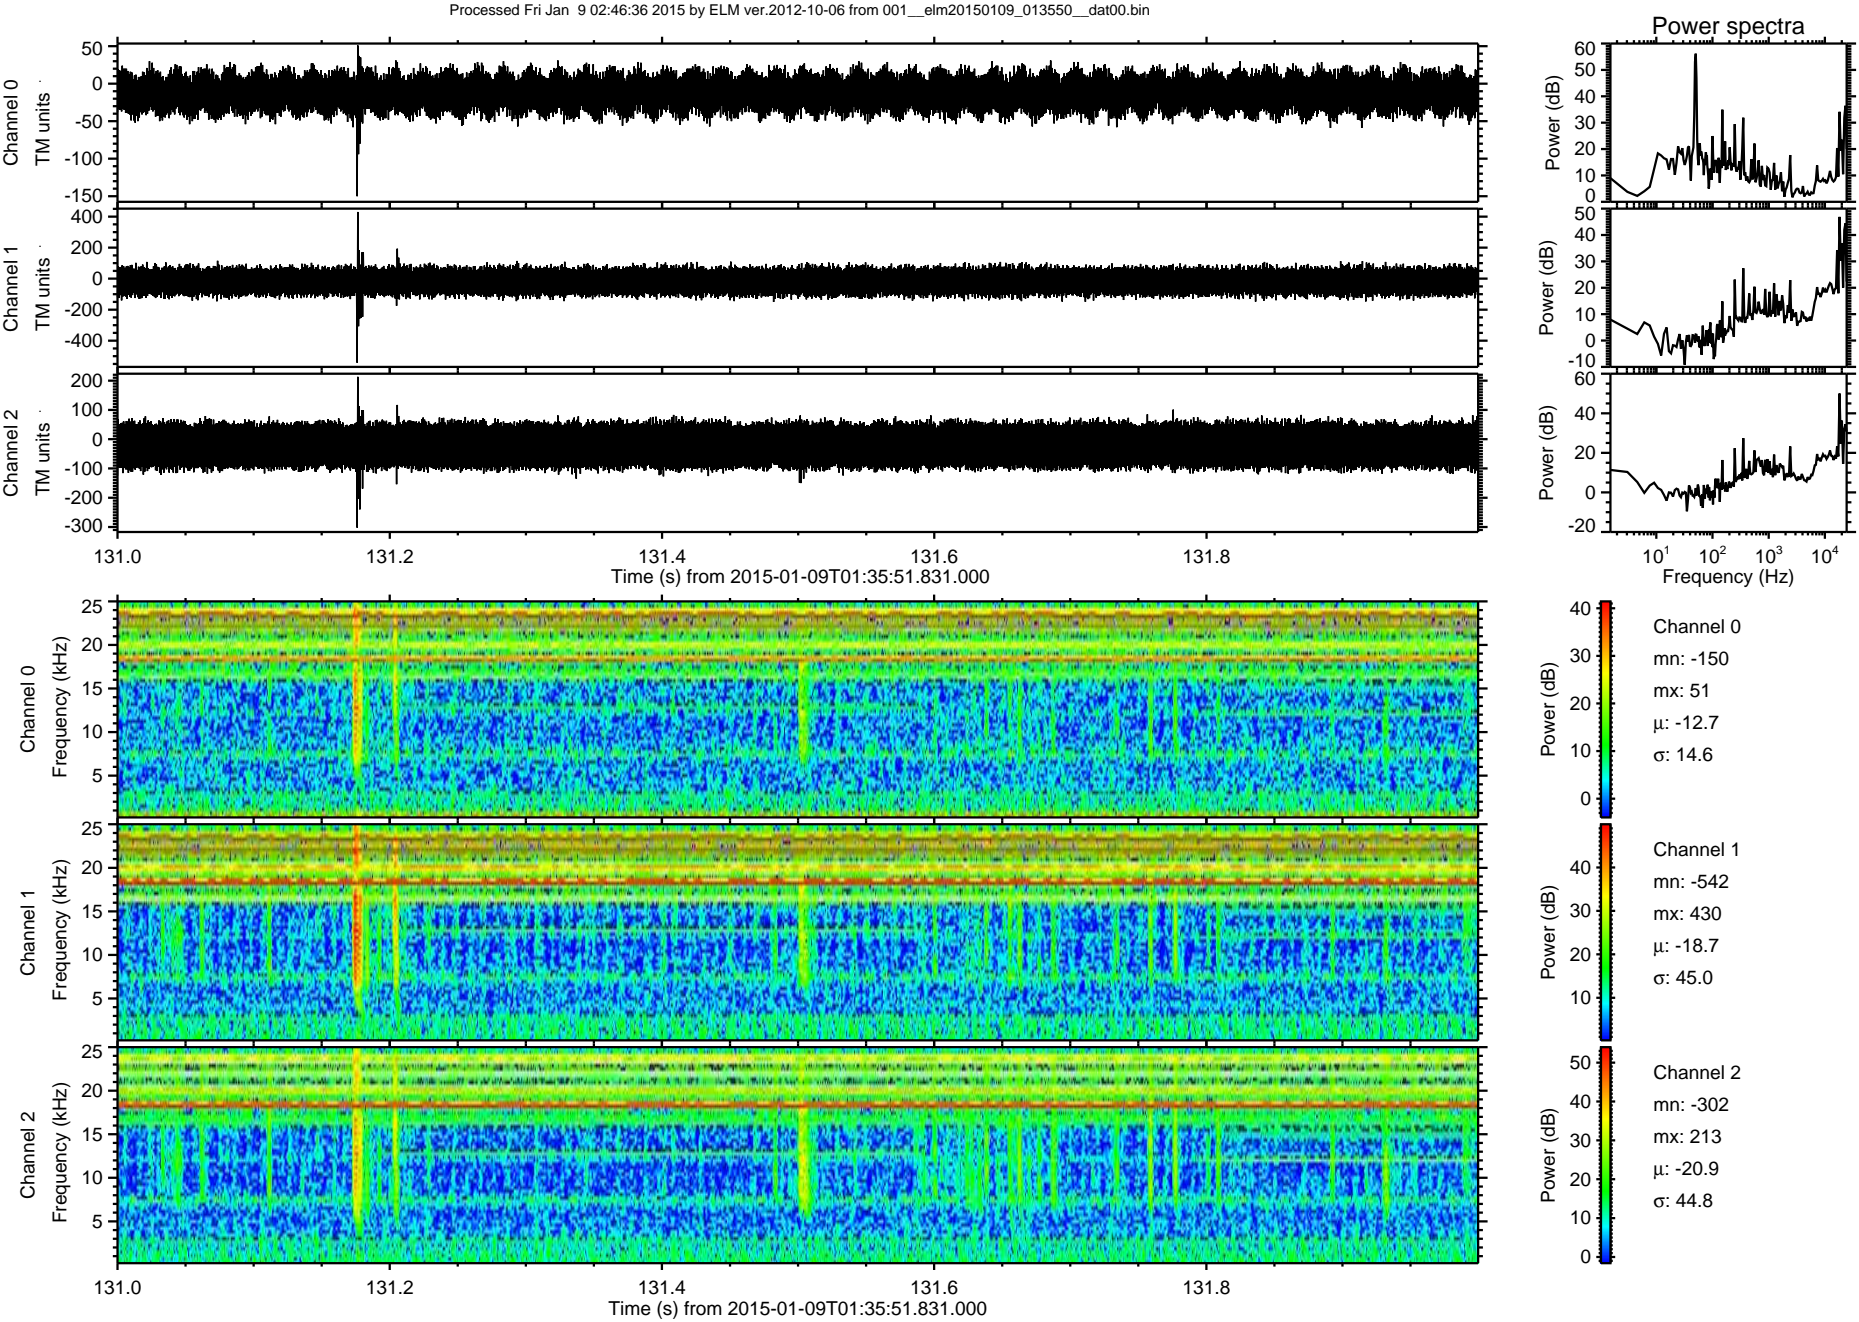 Processed Fri Jan  9 02:46:36 2015 by ELM ver.2012-10-06 from 001__elm20150109_013550__dat00.bin
Power spectra
Channel 0
TM units
50
0
-50
-100
-150
Power (dB)
60
50
40
30
20
10
0
Channel 1
TM units
400
200
0
-200
-400
Power (dB)
50
40
30
20
10
0
-10
Channel 2
TM units
200
100
0
-100
-200
-300
Power (dB)
60
40
20
0
-20
131.0 131.2 131.4 131.6 131.8
Time (s) from 2015-01-09T01:35:51.831.000
10¹ 10² 10³ 10⁴
Frequency (Hz)
Channel 0
Frequency (kHz)
25
20
15
10
5
Power (dB)
40
30
20
10
0
Channel 0
mn: -150
mx: 51
µ: -12.7
σ: 14.6
Channel 1
Frequency (kHz)
25
20
15
10
5
Power (dB)
40
30
20
10
Channel 1
mn: -542
mx: 430
µ: -18.7
σ: 45.0
Channel 2
Frequency (kHz)
25
20
15
10
5
Power (dB)
50
40
30
20
10
0
Channel 2
mn: -302
mx: 213
µ: -20.9
σ: 44.8
131.0 131.2 131.4 131.6 131.8
Time (s) from 2015-01-09T01:35:51.831.000